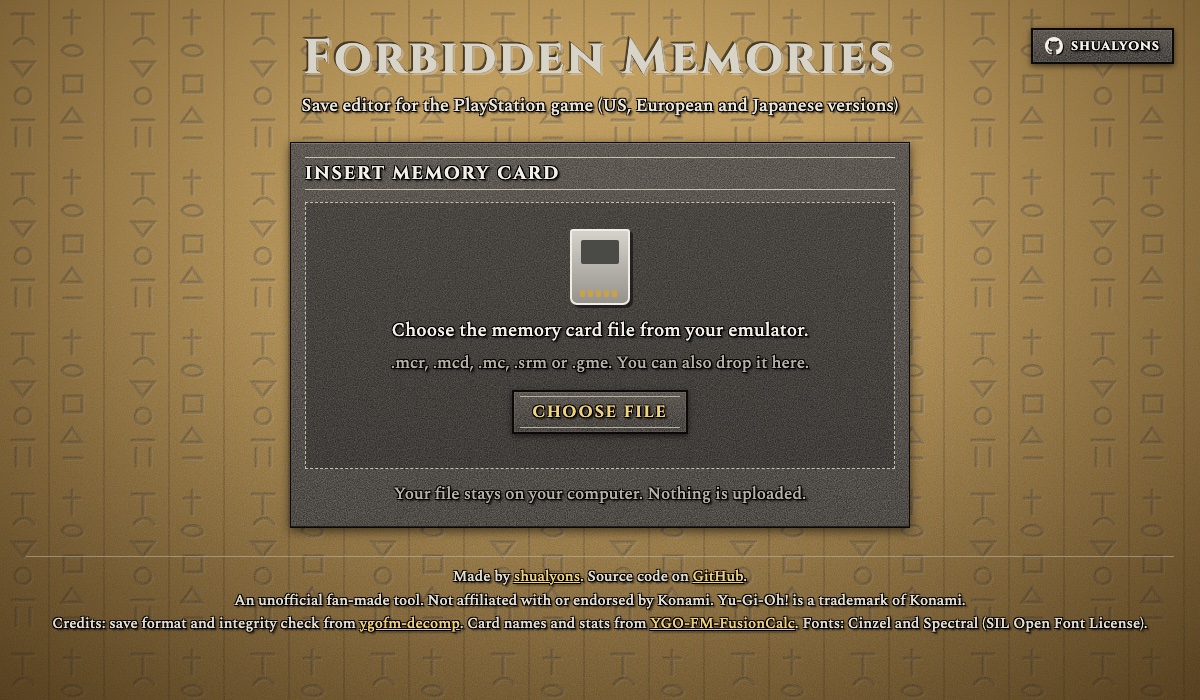 Forbidden Memories
SHUALYONS
Save editor for the PlayStation game (US, European and Japanese versions)
INSERT MEMORY CARD
Choose the memory card file from your emulator.
.mcr, .mcd, .mc, .srm or .gme. You can also drop it here.
CHOOSE FILE
Your file stays on your computer. Nothing is uploaded.
Made by shualyons. Source code on GitHub.
An unofficial fan-made tool. Not affiliated with or endorsed by Konami. Yu-Gi-Oh! is a trademark of Konami.
Credits: save format and integrity check from ygofm-decomp. Card names and stats from YGO-FM-FusionCalc. Fonts: Cinzel and Spectral (SIL Open Font License).